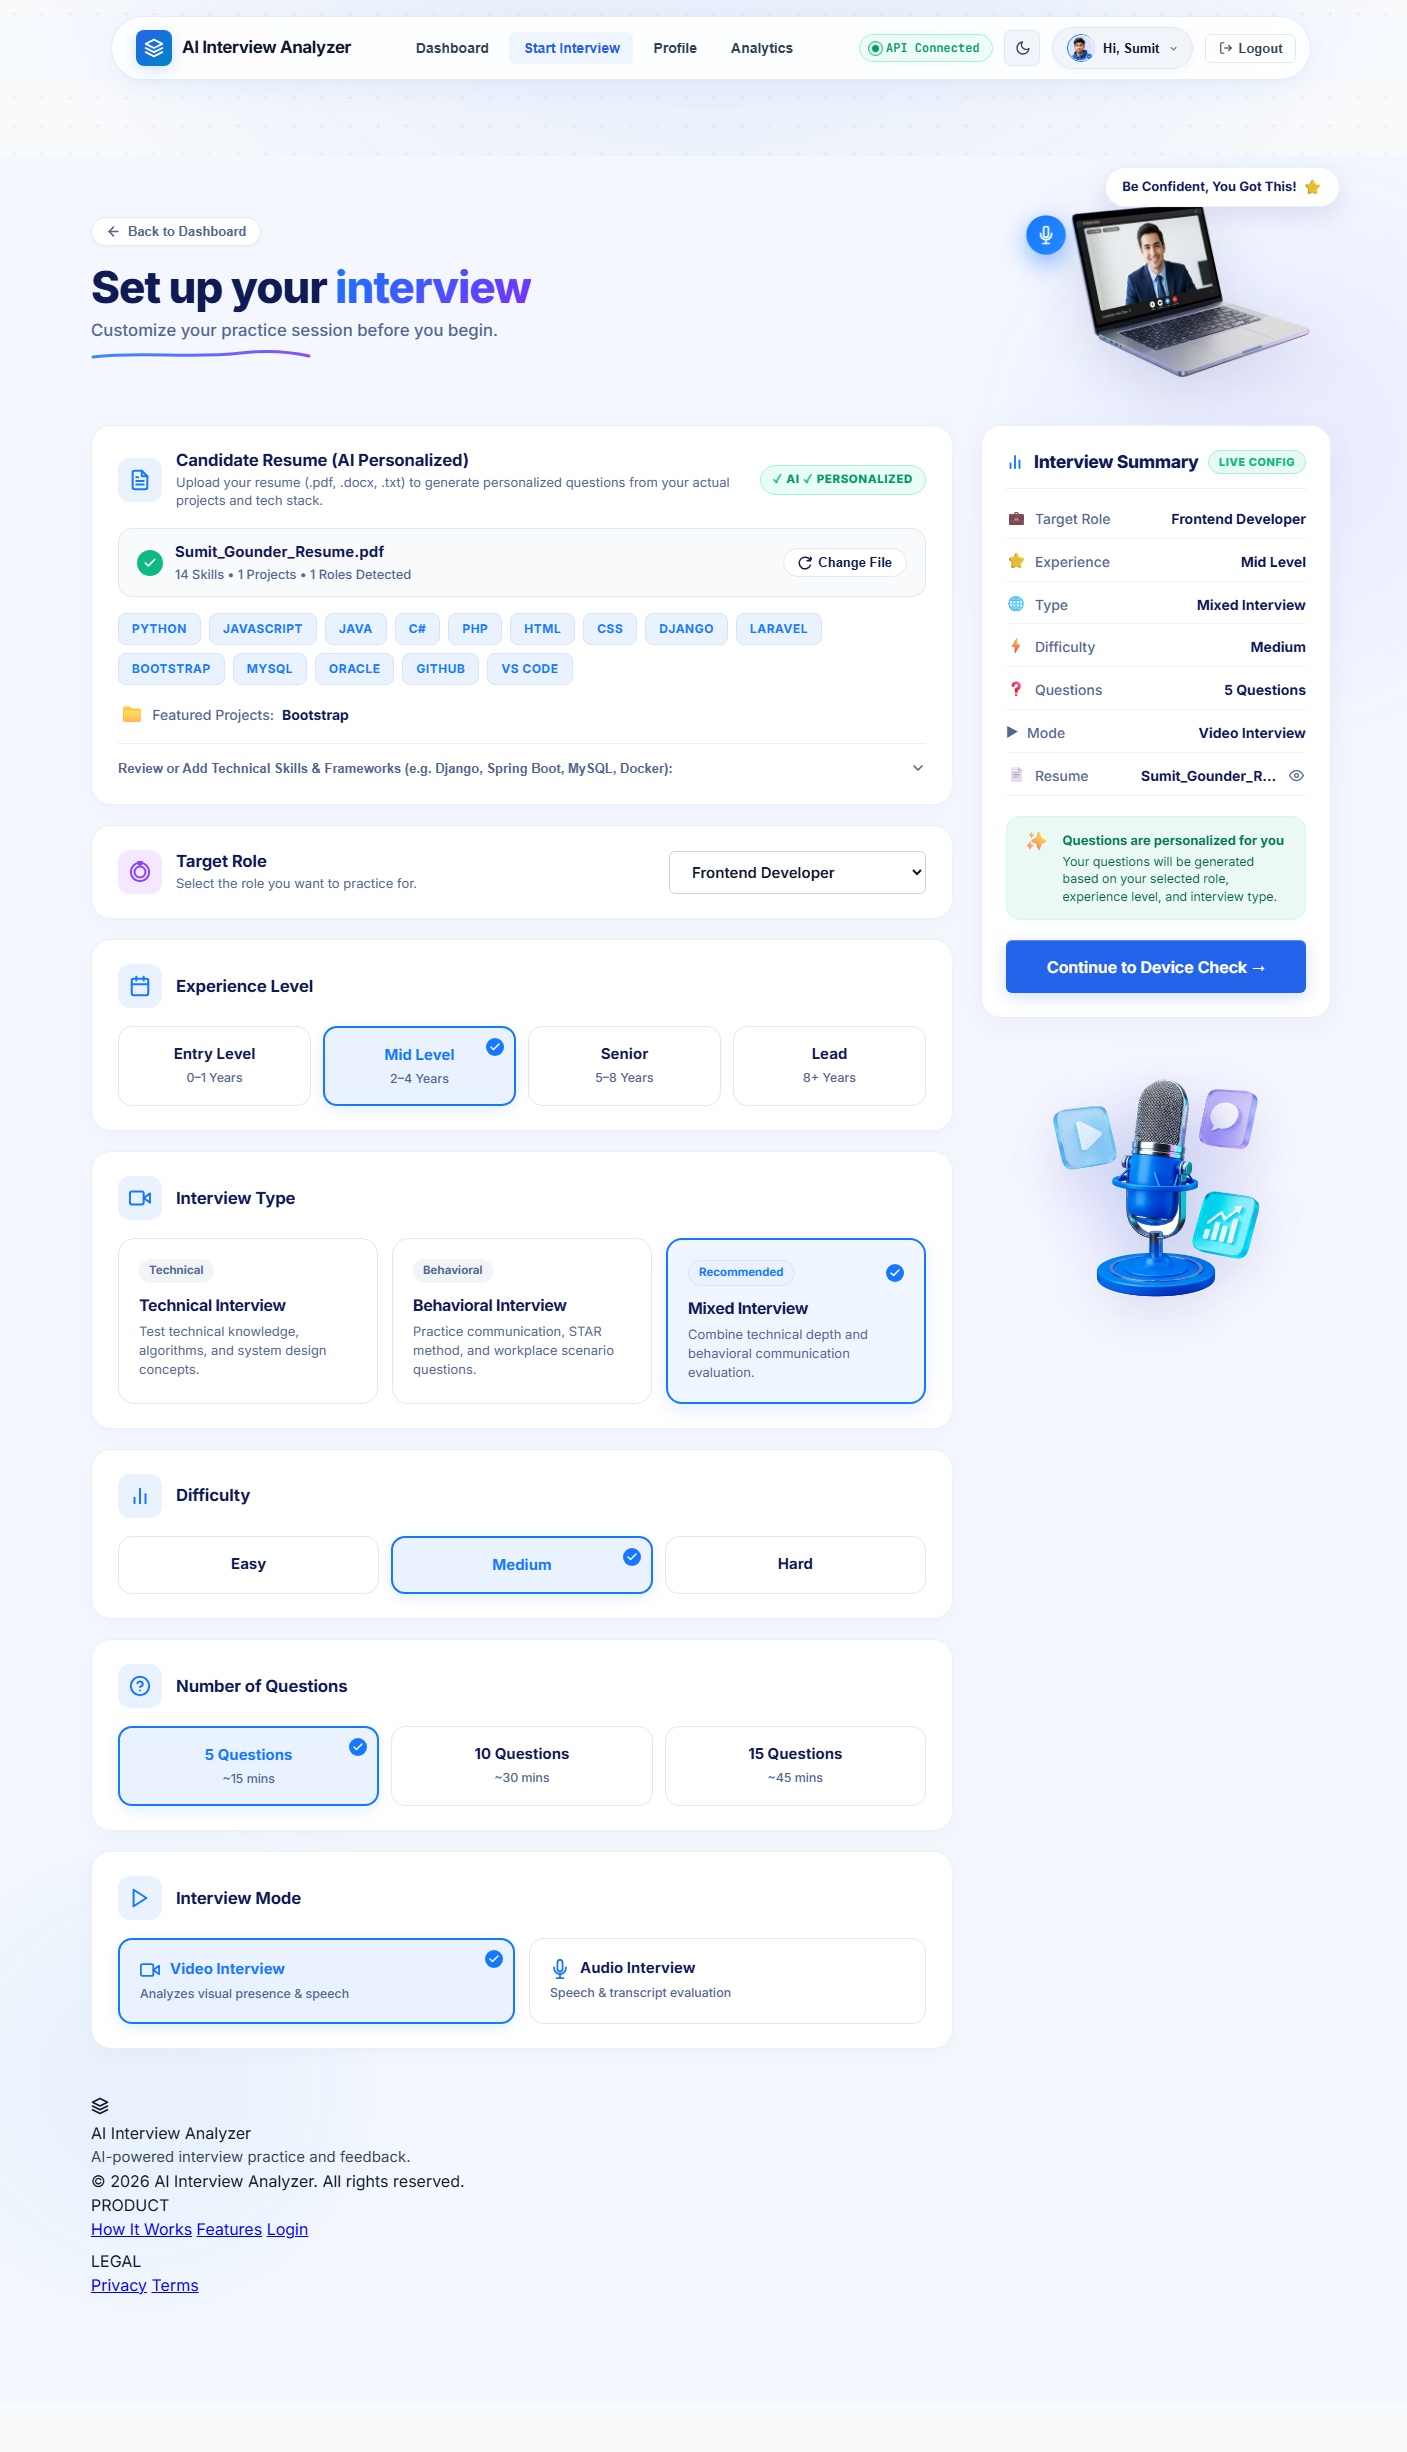 AI Interview Analyzer
Dashboard
Start Interview
Profile
Analytics
API Connected
Hi, Sumit
Logout
Be Confident, You Got This!
Back to Dashboard
Set up your interview
Customize your practice session before you begin.
Candidate Resume (AI Personalized)
Upload your resume (.pdf, .docx, .txt) to generate personalized questions from your actual
projects and tech stack.
✓ AI ✓ PERSONALIZED
Sumit_Gounder_Resume.pdf
14 Skills • 1 Projects • 1 Roles Detected
Change File
PYTHON
JAVASCRIPT
JAVA
C#
PHP
HTML
CSS
DJANGO
LARAVEL
BOOTSTRAP
MYSQL
ORACLE
GITHUB
VS CODE
Featured Projects: Bootstrap
Review or Add Technical Skills & Frameworks (e.g. Django, Spring Boot, MySQL, Docker):
Target Role
Select the role you want to practice for.
Frontend Developer
Experience Level
Entry Level
0–1 Years
Mid Level
2–4 Years
Senior
5–8 Years
Lead
8+ Years
Interview Type
Technical
Technical Interview
Test technical knowledge,
algorithms, and system design
concepts.
Behavioral
Behavioral Interview
Practice communication, STAR
method, and workplace scenario
questions.
Recommended
Mixed Interview
Combine technical depth and
behavioral communication
evaluation.
Difficulty
Easy
Medium
Hard
Number of Questions
5 Questions
~15 mins
10 Questions
~30 mins
15 Questions
~45 mins
Interview Mode
Video Interview
Analyzes visual presence & speech
Audio Interview
Speech & transcript evaluation
Interview Summary
LIVE CONFIG
Target Role Frontend Developer
Experience Mid Level
Type Mixed Interview
Difficulty Medium
Questions 5 Questions
Mode Video Interview
Resume Sumit_Gounder_R...
Questions are personalized for you
Your questions will be generated
based on your selected role,
experience level, and interview type.
Continue to Device Check →
AI Interview Analyzer
AI-powered interview practice and feedback.
© 2026 AI Interview Analyzer. All rights reserved.
PRODUCT
How It Works Features Login
LEGAL
Privacy Terms